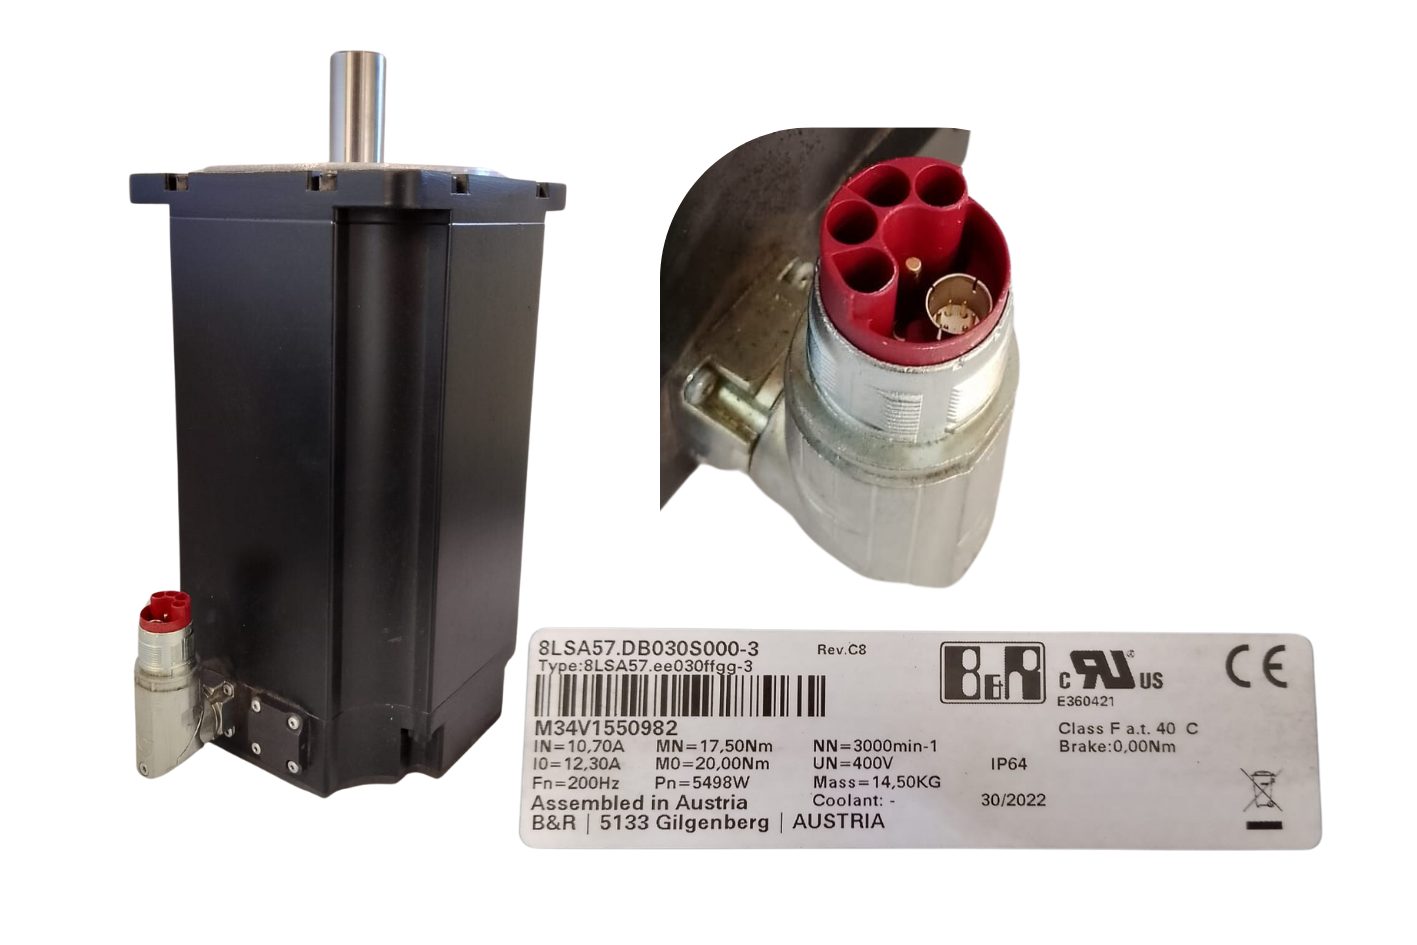 8LSA57.DB030S000-3 Rev.C8
Type:8LSA57.ee030ffgg-3
B&R
C RU US
CE
E360421
M34V1550982
Class F a.t. 40 C
IN=10,70A MN=17,50Nm NN=3000min-1 Brake:0,00Nm
I0=12,30A M0=20,00Nm UN=400V IP64
Fn=200Hz Pn=5498W Mass=14,50KG
Assembled in Austria Coolant: - 30/2022
B&R | 5133 Gilgenberg | AUSTRIA